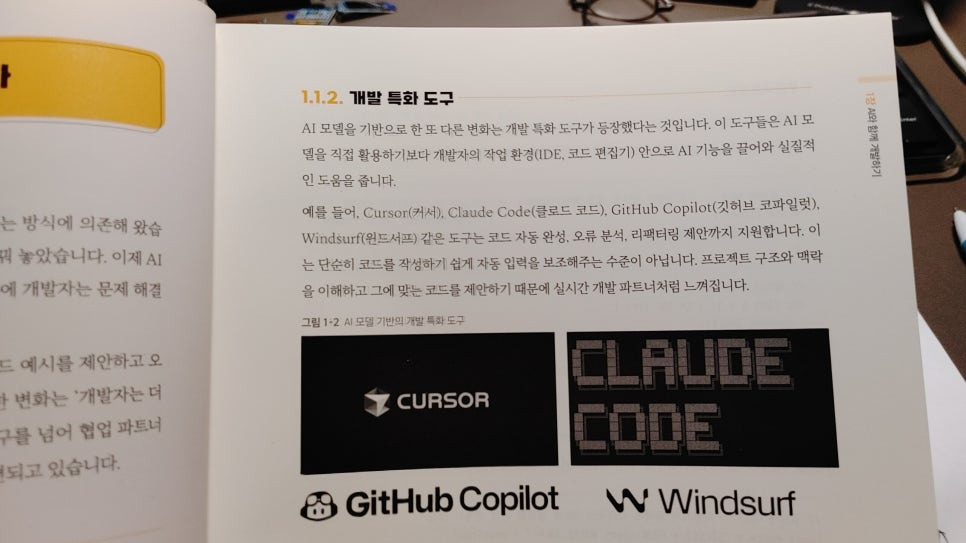 는 방식에 의존해 왔습
꿔 놓았습니다. 이제 AI
에 개발자는 문제 해결
드 예시를 제안하고 오
한 변화는 '개발자는 더
구를 넘어 협업 파트너
되고 있습니다.
1.1.2. 개발 특화 도구
AI 모델을 기반으로 한 또 다른 변화는 개발 특화 도구가 등장했다는 것입니다. 이 도구들은 AI 모
델을 직접 활용하기보다 개발자의 작업 환경(IDE, 코드 편집기) 안으로 AI 기능을 끌어와 실질적
인 도움을 줍니다.
예를 들어, Cursor(커서), Claude Code(클로드 코드), GitHub Copilot(깃허브 코파일럿),
Windsurf(윈드서프) 같은 도구는 코드 자동 완성, 오류 분석, 리팩터링 제안까지 지원합니다. 이
는 단순히 코드를 작성하기 쉽게 자동 입력을 보조해주는 수준이 아닙니다. 프로젝트 구조와 맥락
을 이해하고 그에 맞는 코드를 제안하기 때문에 실시간 개발 파트너처럼 느껴집니다.
그림 1-2 AI 모델 기반의 개발 특화 도구
CURSOR
CLAUDE
CODE
GitHub Copilot
Windsurf
1장 AI와 함께 개발하기